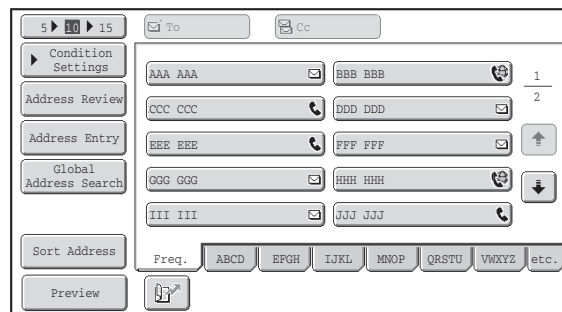 5 10 15
To
Cc
Condition
Settings
Address Review
Address Entry
Global
Address Search
Sort Address
Preview
AAA AAA
BBB BBB
CCC CCC
DDD DDD
EEE EEE
FFF FFF
GGG GGG
HHH HHH
III III
JJJ JJJ
1
2
Freq.
ABCD
EFGH
IJKL
MNOP
QRSTU
VWXYZ
etc.